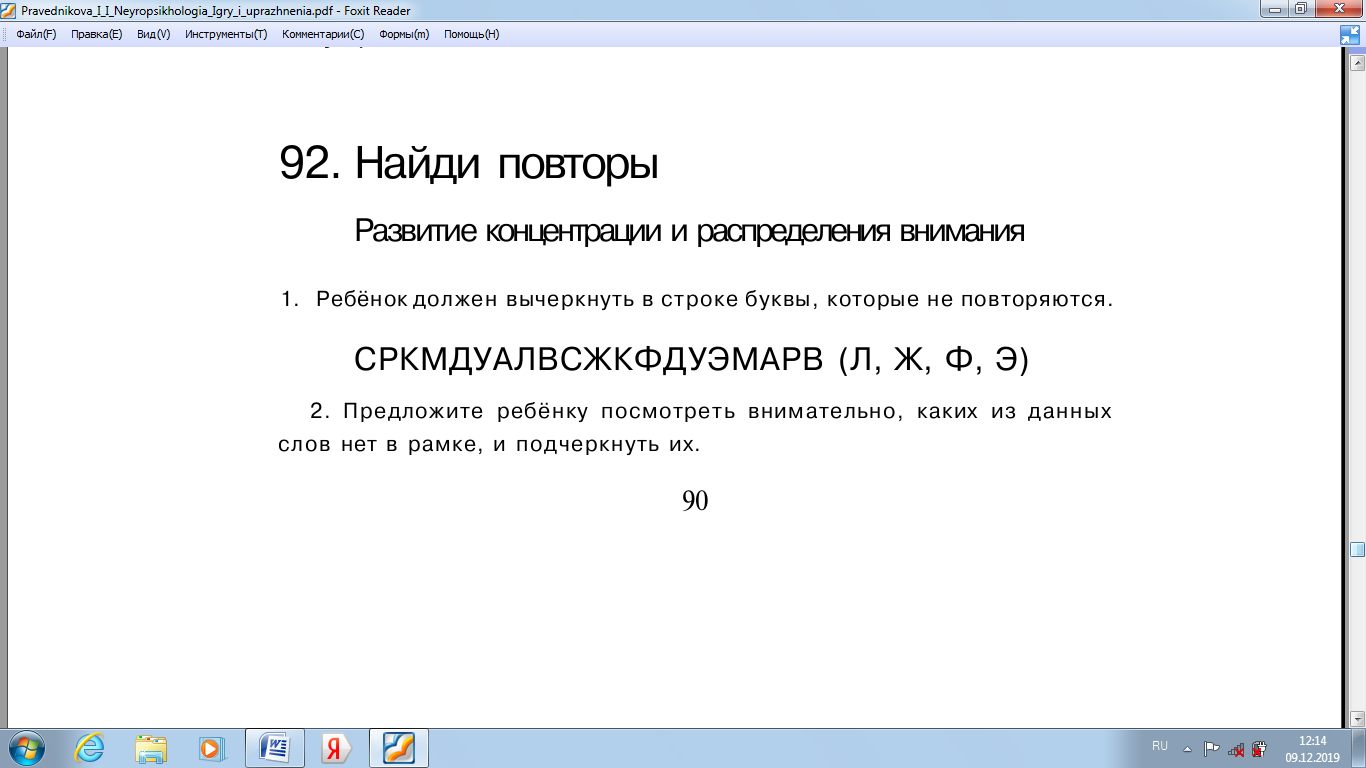 Pravednikova_I_I_Neyropsikhologia_Igry_i_uprazhnenia.pdf - Foxit Reader
Файл(F) Правка(E) Вид(V) Инструменты(T) Комментарии(C) Формы(m) Помощь(H)
92. Найди повторы
Развитие концентрации и распределения внимания
1. Ребёнок должен вычеркнуть в строке буквы, которые не повторяются.
СРКМДУАЛВСЖКФДУЭМАРВ (Л, Ж, Ф, Э)
2. Предложите ребёнку посмотреть внимательно, каких из данных
слов нет в рамке, и подчеркнуть их.
90
RU
12:14
09.12.2019